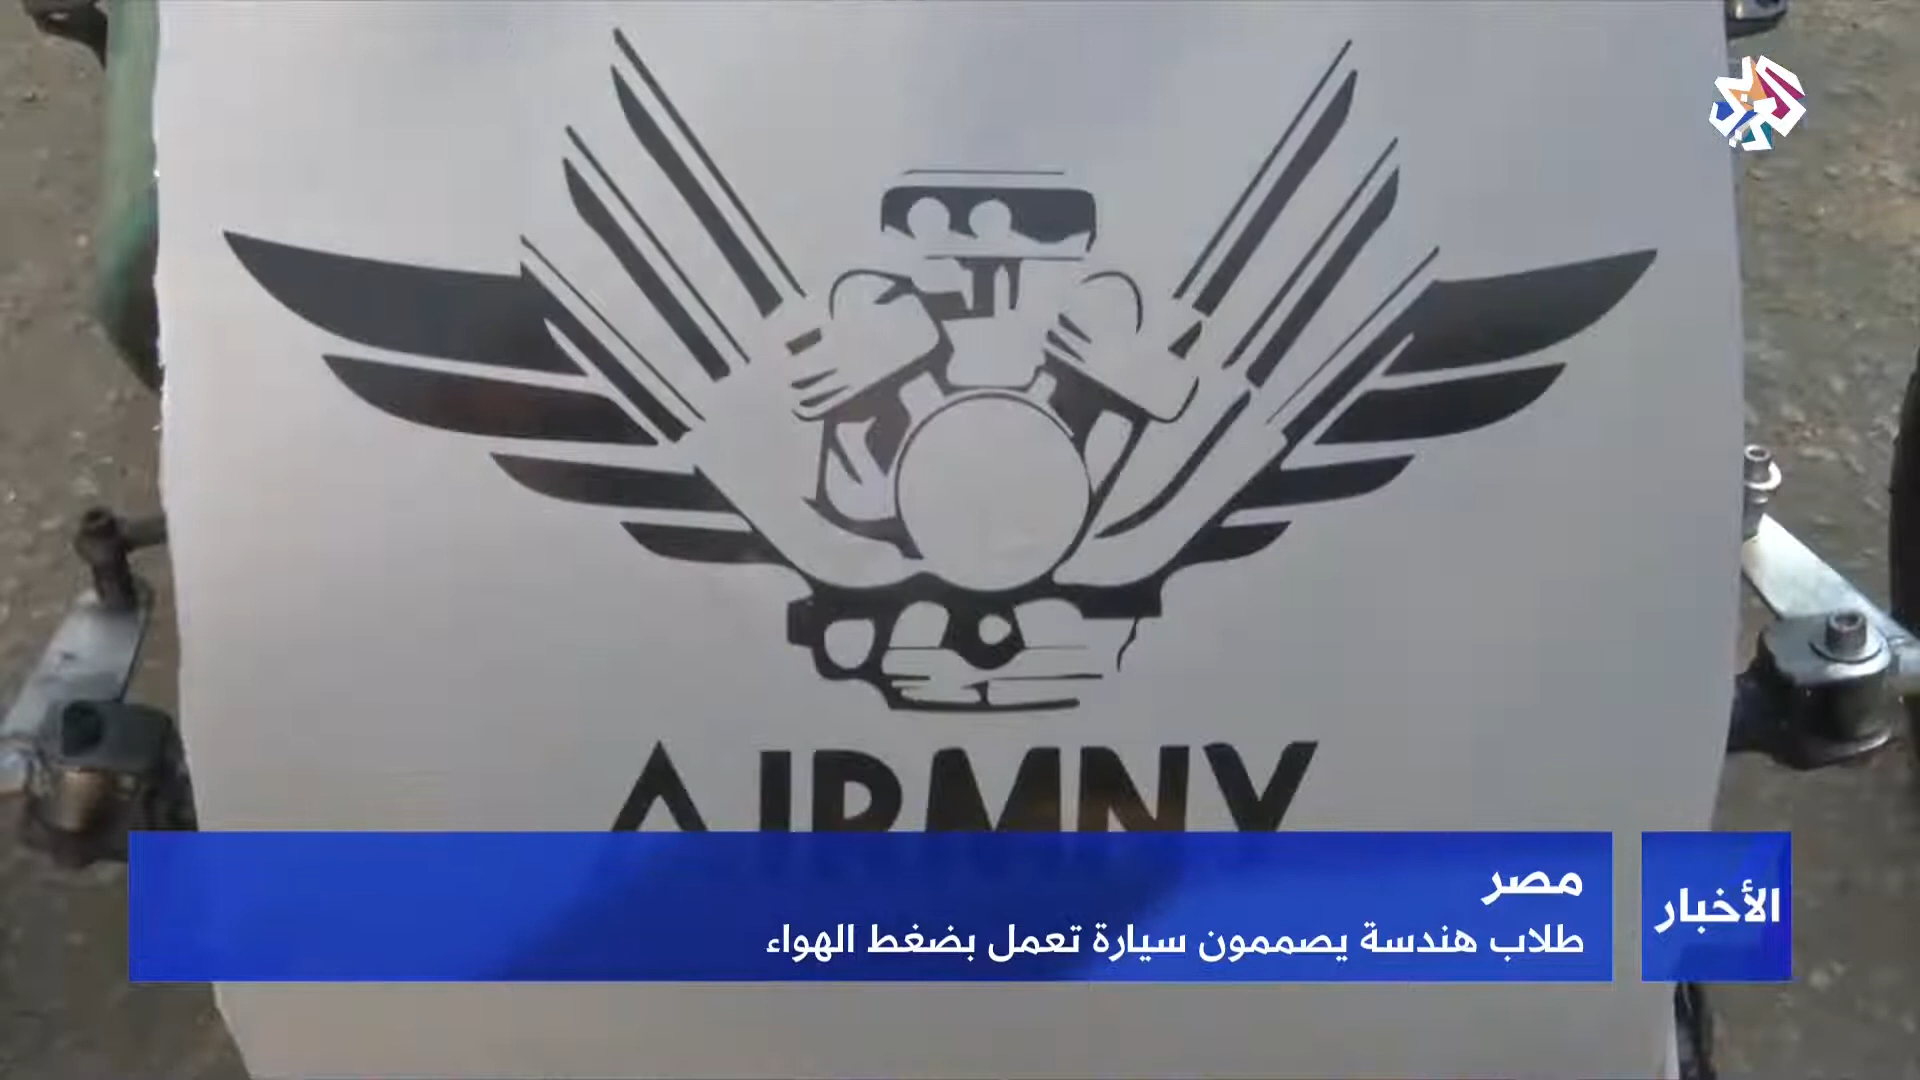 AIRMNY
مصر
طلاب هندسة يصممون سيارة تعمل بضغط الهواء
الأخبار